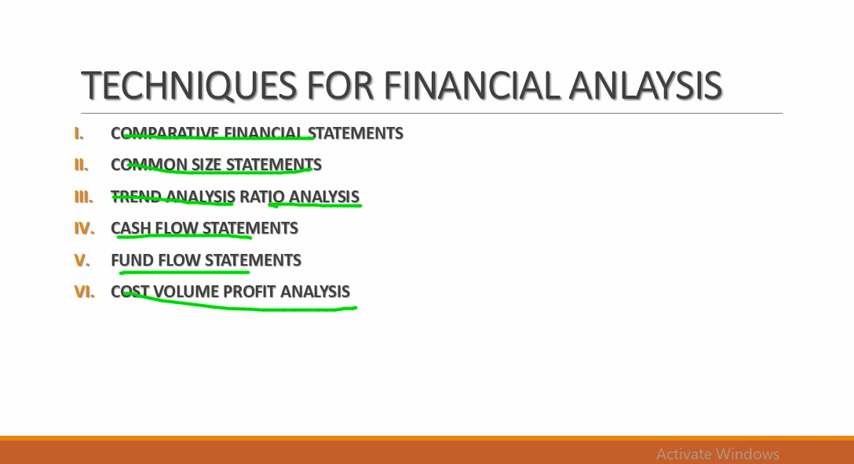 TECHNIQUES FOR FINANCIAL ANLAYSIS
I. COMPARATIVE FINANCIAL STATEMENTS
II. COMMON SIZE STATEMENTS
III. TREND ANALYSIS RATIO ANALYSIS
IV. CASH FLOW STATEMENTS
V. FUND FLOW STATEMENTS
VI. COST VOLUME PROFIT ANALYSIS
Activate Windows